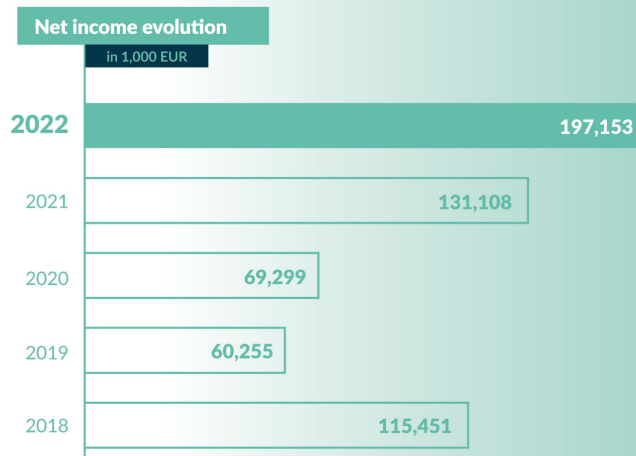 Net income evolution
in 1,000 EUR
2022 197,153
2021 131,108
2020 69,299
2019 60,255
2018 115,451